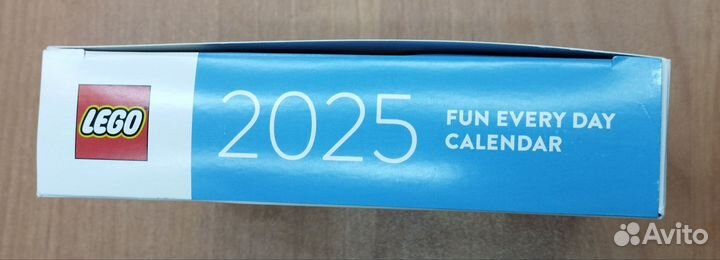 LEGO
2025
FUN EVERY DAY
CALENDAR
Avito